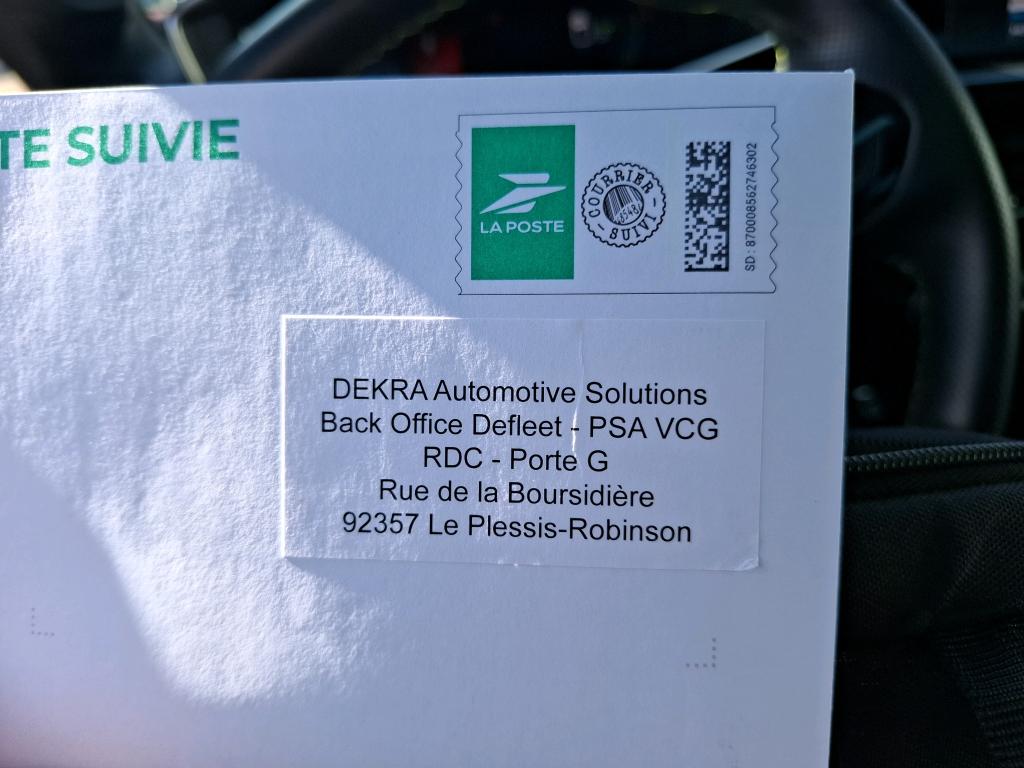 TE SUIVIE
LA POSTE
COURRIER
SUIVI
SD : 870008562746302
DEKRA Automotive Solutions
Back Office Defleet - PSA VCG
RDC - Porte G
Rue de la Boursidière
92357 Le Plessis-Robinson